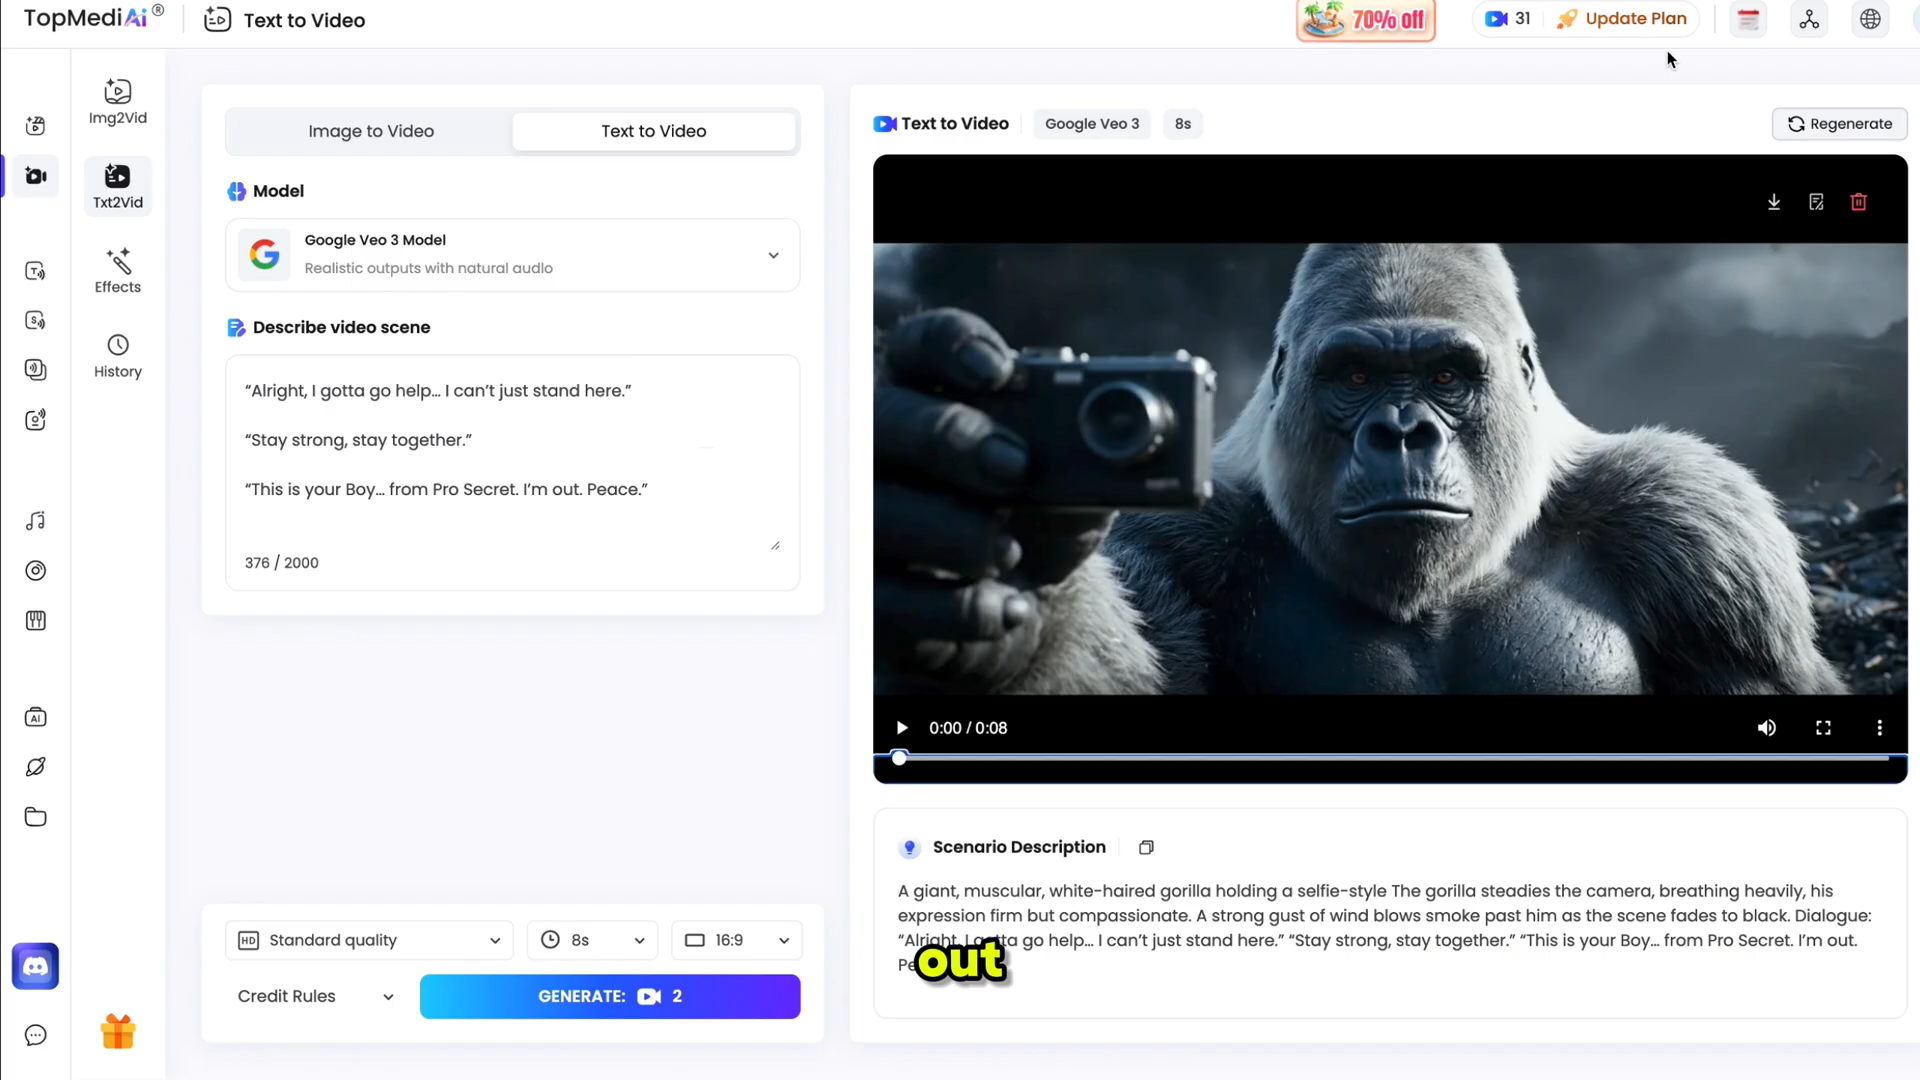 TopMediAi®
Text to Video
70% off
31
Update Plan
Img2Vid
Txt2Vid
Effects
History
Image to Video
Text to Video
Model
Google Veo 3 Model
Realistic outputs with natural audio
Describe video scene
“Alright, I gotta go help... I can’t just stand here.”
“Stay strong, stay together.”
“This is your Boy... from Pro Secret. I’m out. Peace.”
376 / 2000
HD
Standard quality
8s
16:9
Credit Rules
GENERATE: 2
AI
Text to Video
Google Veo 3
8s
Regenerate
0:00 / 0:08
Scenario Description
A giant, muscular, white-haired gorilla holding a selfie-style The gorilla steadies the camera, breathing heavily, his
expression firm but compassionate. A strong gust of wind blows smoke past him as the scene fades to black. Dialogue:
“Alright, I gotta go help... I can’t just stand here.” “Stay strong, stay together.” “This is your Boy... from Pro Secret. I’m out.
out